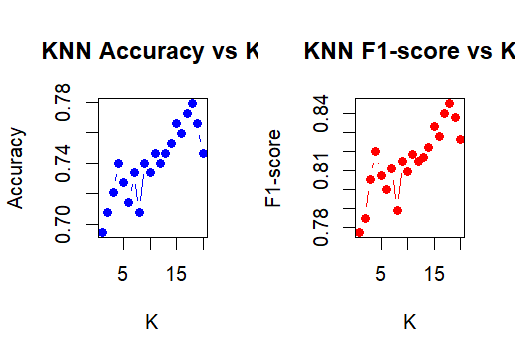 KNN Accuracy vs K
Accuracy
0.78
0.74
0.70
5 15
K
KNN F1-score vs K
F1-score
0.84
0.81
0.78
5 15
K